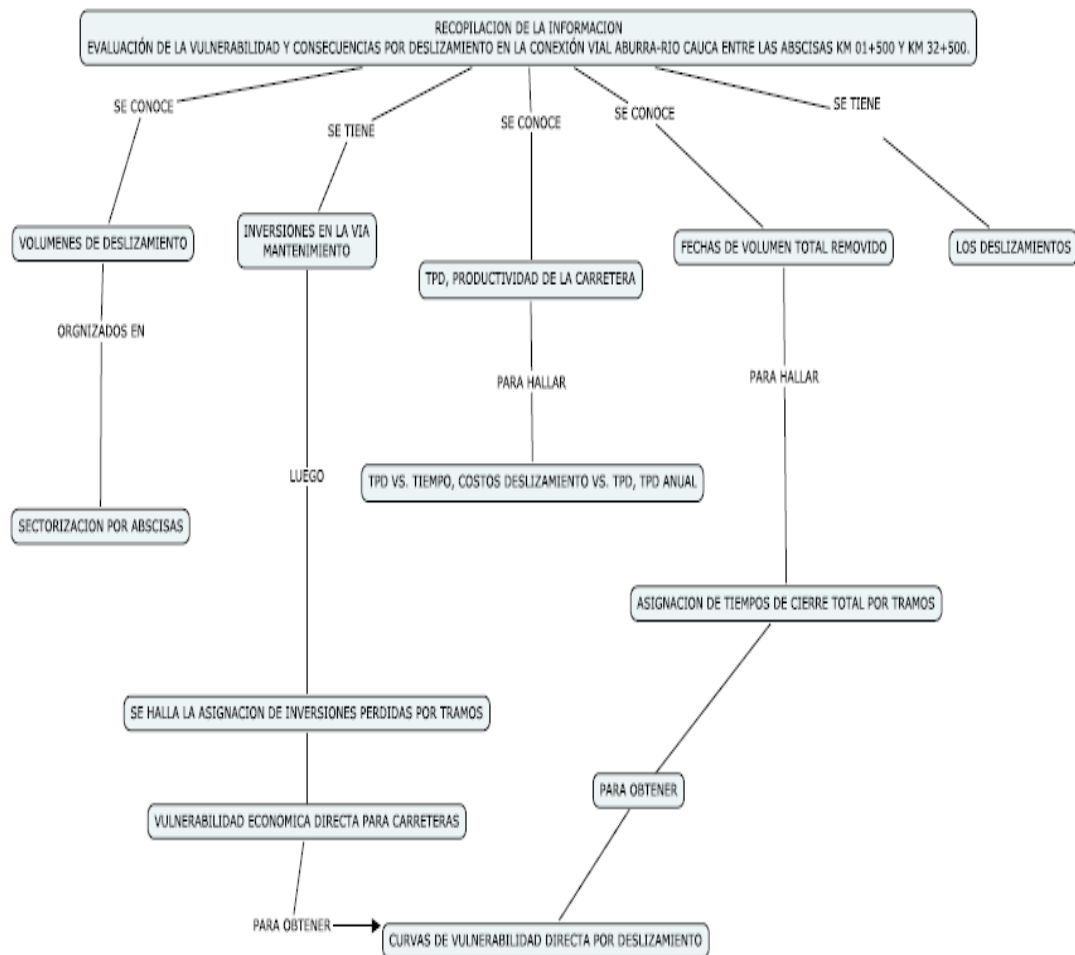 RECOPILACION DE LA INFORMACION
EVALUACIÓN DE LA VULNERABILIDAD Y CONSECUENCIAS POR DESLIZAMIENTO EN LA CONEXIÓN VIAL ABURRA-RIO CAUCA ENTRE LAS ABSCISAS KM 01+500 Y KM 32+500.
SE CONOCE
SE TIENE
SE CONOCE
SE CONOCE
SE TIENE
VOLUMENES DE DESLIZAMIENTO
INVERSIONES EN LA VIA
MANTENIMIENTO
TPD, PRODUCTIVIDAD DE LA CARRETERA
FECHAS DE VOLUMEN TOTAL REMOVIDO
LOS DESLIZAMIENTOS
ORGNIZADOS EN
PARA HALLAR
PARA HALLAR
LUEGO
TPD VS. TIEMPO, COSTOS DESLIZAMIENTO VS. TPD, TPD ANUAL
SECTORIZACION POR ABSCISAS
ASIGNACION DE TIEMPOS DE CIERRE TOTAL POR TRAMOS
SE HALLA LA ASIGNACION DE INVERSIONES PERDIDAS POR TRAMOS
PARA OBTENER
VULNERABILIDAD ECONOMICA DIRECTA PARA CARRETERAS
PARA OBTENER
CURVAS DE VULNERABILIDAD DIRECTA POR DESLIZAMIENTO